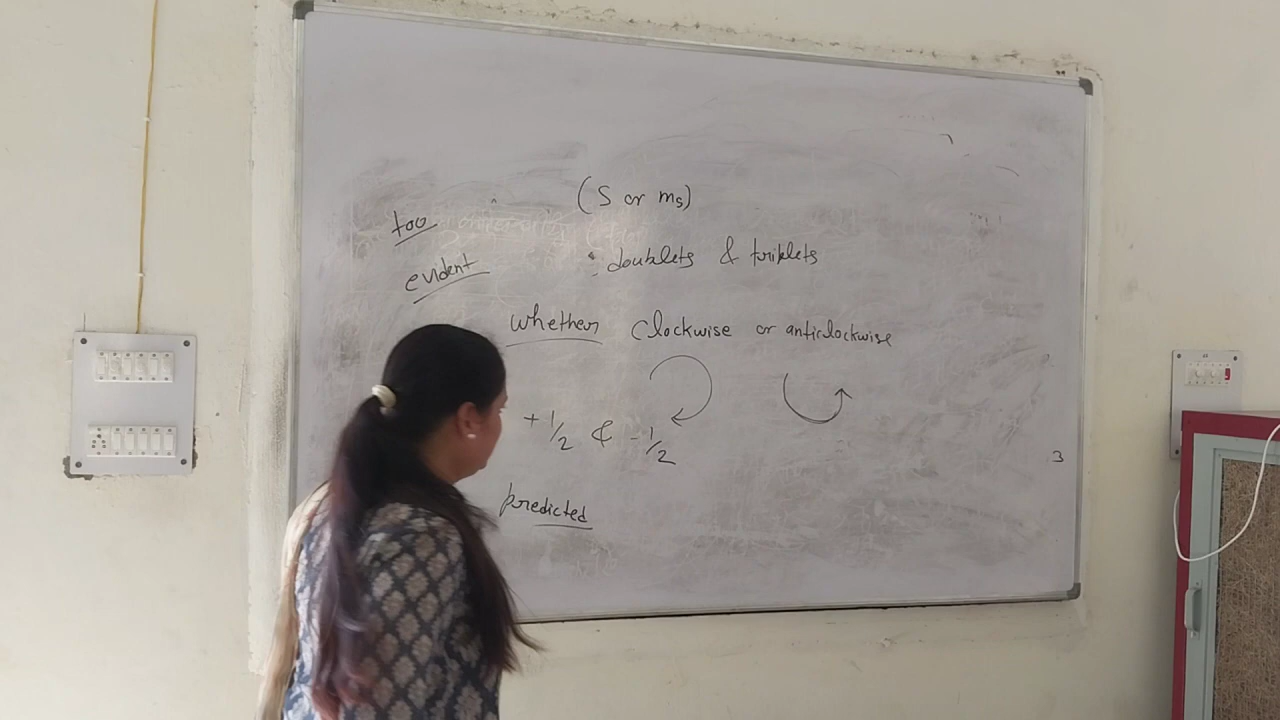 (S or ms)
too
evident : doublets & triplets
whether clockwise or anticlockwise
+1/2 & -1/2
3
predicted